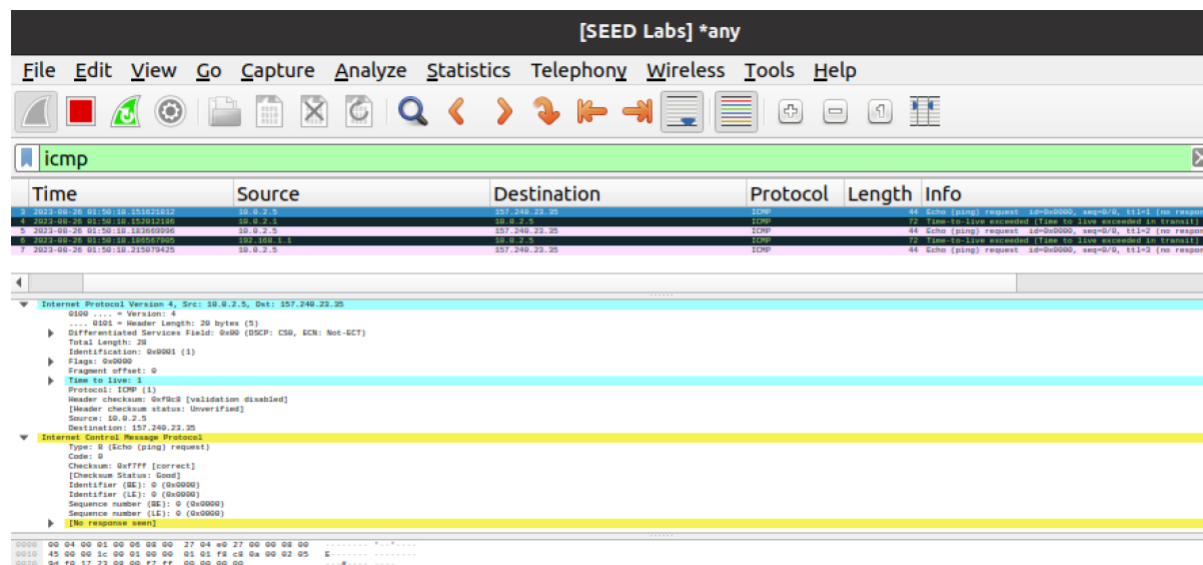 [SEED Labs] *any
File Edit View Go Capture Analyze Statistics Telephony Wireless Tools Help
icmp
Time Source Destination Protocol Length Info
3 2023-08-26 01:50:18.151621812 10.0.2.5 157.240.23.35 ICMP 44 Echo (ping) request id=0x0000, seq=0/0, ttl=1 (no respon
4 2023-08-26 01:50:18.152012186 10.0.2.1 10.0.2.5 ICMP 72 Time-to-live exceeded (Time to live exceeded in transit)
5 2023-08-26 01:50:18.183669996 10.0.2.5 157.240.23.35 ICMP 44 Echo (ping) request id=0x0000, seq=0/0, ttl=2 (no respon
6 2023-08-26 01:50:18.186567905 192.168.1.1 10.0.2.5 ICMP 72 Time-to-live exceeded (Time to live exceeded in transit)
7 2023-08-26 01:50:18.215079425 10.0.2.5 157.240.23.35 ICMP 44 Echo (ping) request id=0x0000, seq=0/0, ttl=3 (no respon
Internet Protocol Version 4, Src: 10.0.2.5, Dst: 157.240.23.35
0100 .... = Version: 4
.... 0101 = Header Length: 20 bytes (5)
Differentiated Services Field: 0x00 (DSCP: CS0, ECN: Not-ECT)
Total Length: 28
Identification: 0x0001 (1)
Flags: 0x0000
Fragment offset: 0
Time to live: 1
Protocol: ICMP (1)
Header checksum: 0xf8c8 [validation disabled]
[Header checksum status: Unverified]
Source: 10.0.2.5
Destination: 157.240.23.35
Internet Control Message Protocol
Type: 8 (Echo (ping) request)
Code: 0
Checksum: 0xf7ff [correct]
[Checksum Status: Good]
Identifier (BE): 0 (0x0000)
Identifier (LE): 0 (0x0000)
Sequence number (BE): 0 (0x0000)
Sequence number (LE): 0 (0x0000)
[No response seen]
0000 00 04 00 01 00 06 08 00 27 04 e0 27 00 00 08 00 ........ '..'....
0010 45 00 00 1c 00 01 00 00 01 01 f8 c8 0a 00 02 05 E....... ........
0020 9d f0 17 23 08 00 f7 ff 00 00 00 00 ...#.... ....